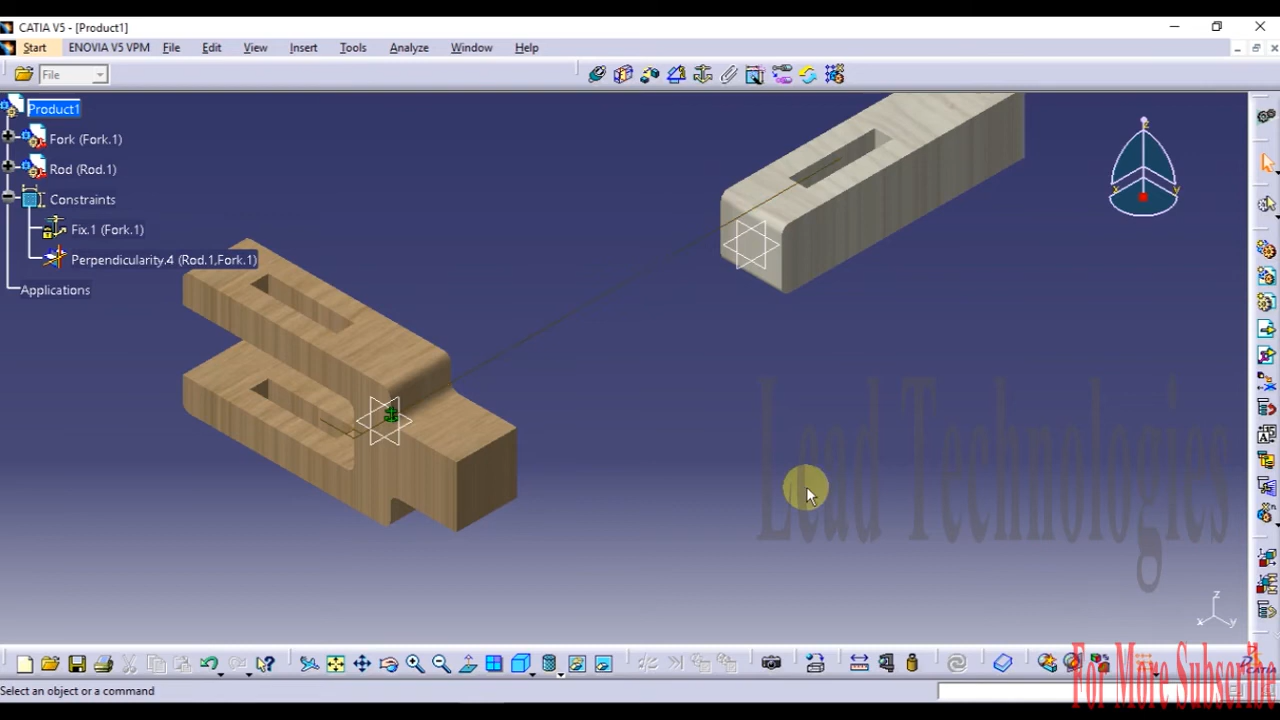 CATIA V5 - [Product1]
Start ENOVIA V5 VPM File Edit View Insert Tools Analyze Window Help
File
Product1
Fork (Fork.1)
Rod (Rod.1)
Constraints
Fix.1 (Fork.1)
Perpendicularity.4 (Rod.1,Fork.1)
Applications
z
x
y
Lead Technologies
z
x y
For More Subscribe
CATIA
Select an object or a command